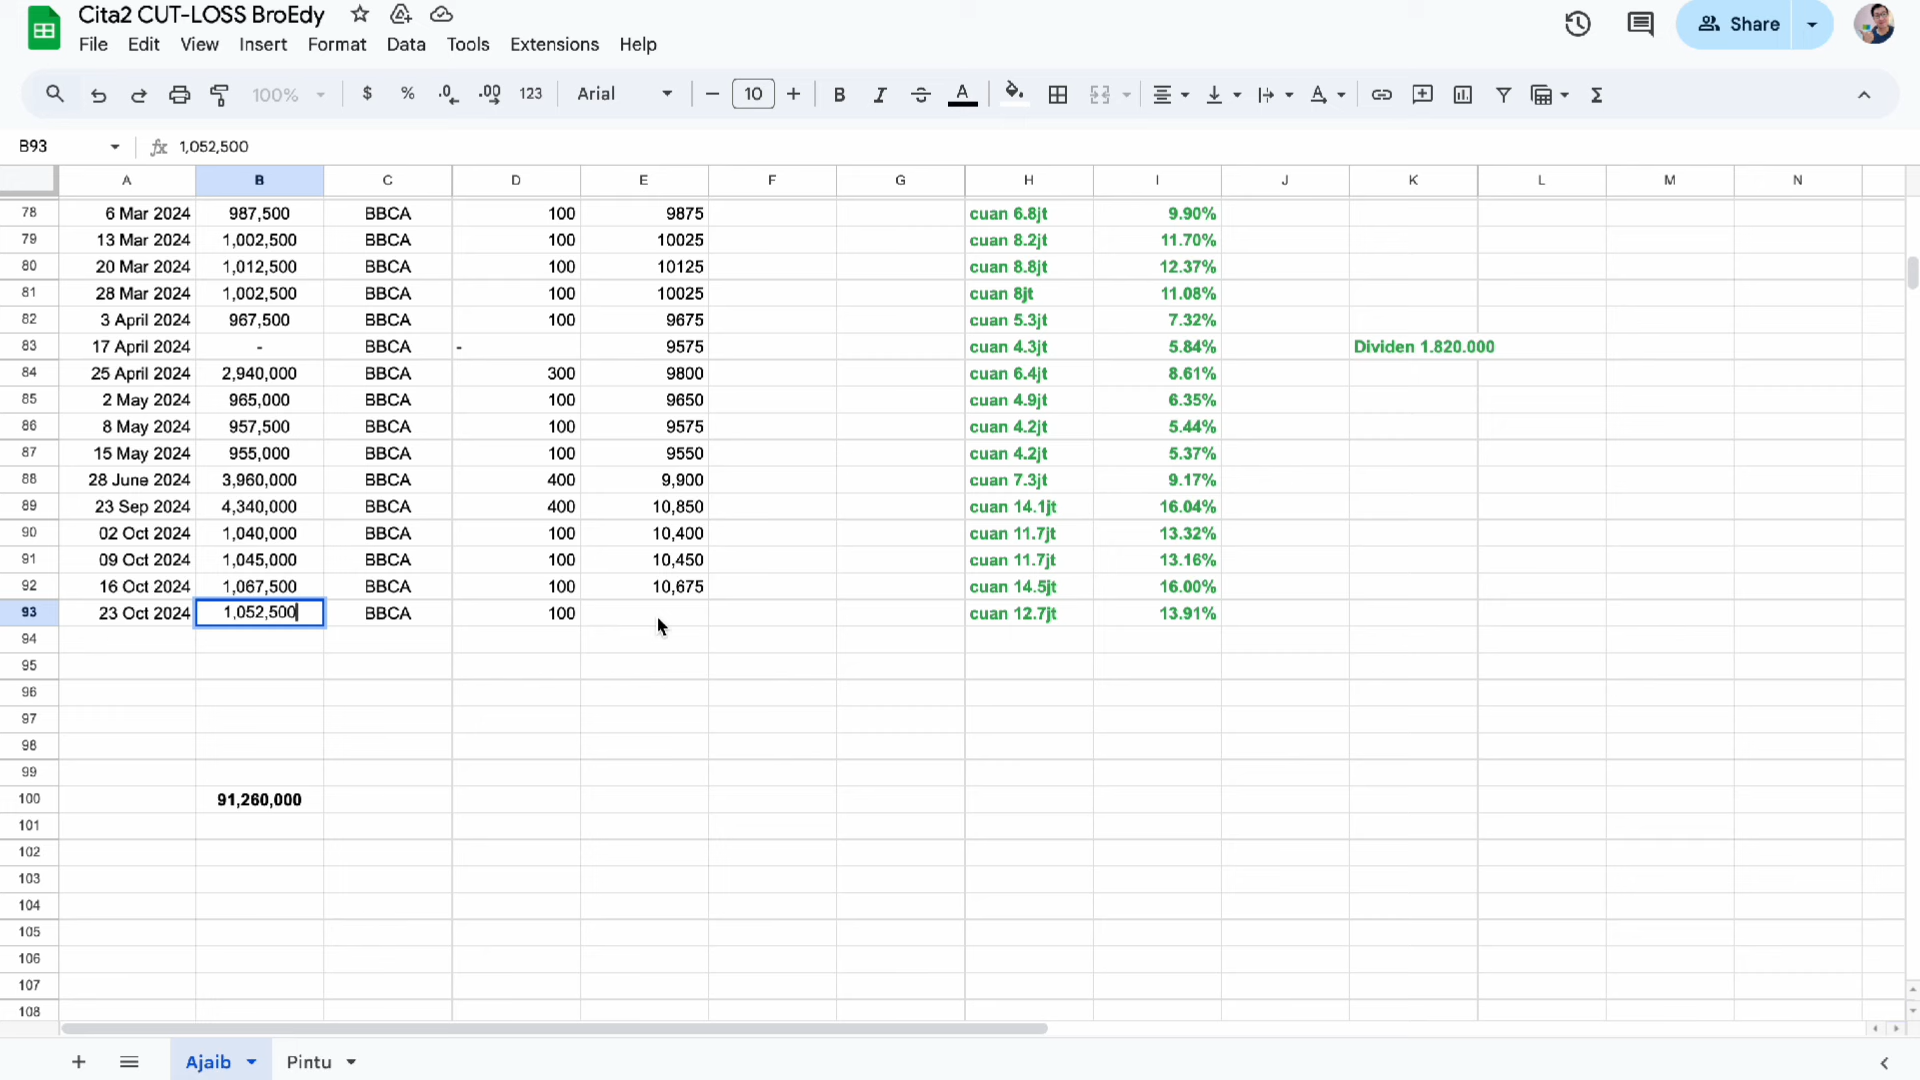 Cita2 CUT-LOSS BroEdy
File Edit View Insert Format Data Tools Extensions Help
Share
100% $ % .0 .00 123 Arial 10 B I A
B93 fx 1,052,500
A B C D E F G H I J K L M N
78 6 Mar 2024 987,500 BBCA 100 9875 cuan 6.8jt 9.90%
79 13 Mar 2024 1,002,500 BBCA 100 10025 cuan 8.2jt 11.70%
80 20 Mar 2024 1,012,500 BBCA 100 10125 cuan 8.8jt 12.37%
81 28 Mar 2024 1,002,500 BBCA 100 10025 cuan 8jt 11.08%
82 3 April 2024 967,500 BBCA 100 9675 cuan 5.3jt 7.32%
83 17 April 2024 - BBCA - 9575 cuan 4.3jt 5.84% Dividen 1.820.000
84 25 April 2024 2,940,000 BBCA 300 9800 cuan 6.4jt 8.61%
85 2 May 2024 965,000 BBCA 100 9650 cuan 4.9jt 6.35%
86 8 May 2024 957,500 BBCA 100 9575 cuan 4.2jt 5.44%
87 15 May 2024 955,000 BBCA 100 9550 cuan 4.2jt 5.37%
88 28 June 2024 3,960,000 BBCA 400 9,900 cuan 7.3jt 9.17%
89 23 Sep 2024 4,340,000 BBCA 400 10,850 cuan 14.1jt 16.04%
90 02 Oct 2024 1,040,000 BBCA 100 10,400 cuan 11.7jt 13.32%
91 09 Oct 2024 1,045,000 BBCA 100 10,450 cuan 11.7jt 13.16%
92 16 Oct 2024 1,067,500 BBCA 100 10,675 cuan 14.5jt 16.00%
93 23 Oct 2024 1,052,500 BBCA 100 cuan 12.7jt 13.91%
94
95
96
97
98
99
100 91,260,000
101
102
103
104
105
106
107
108
Ajaib Pintu